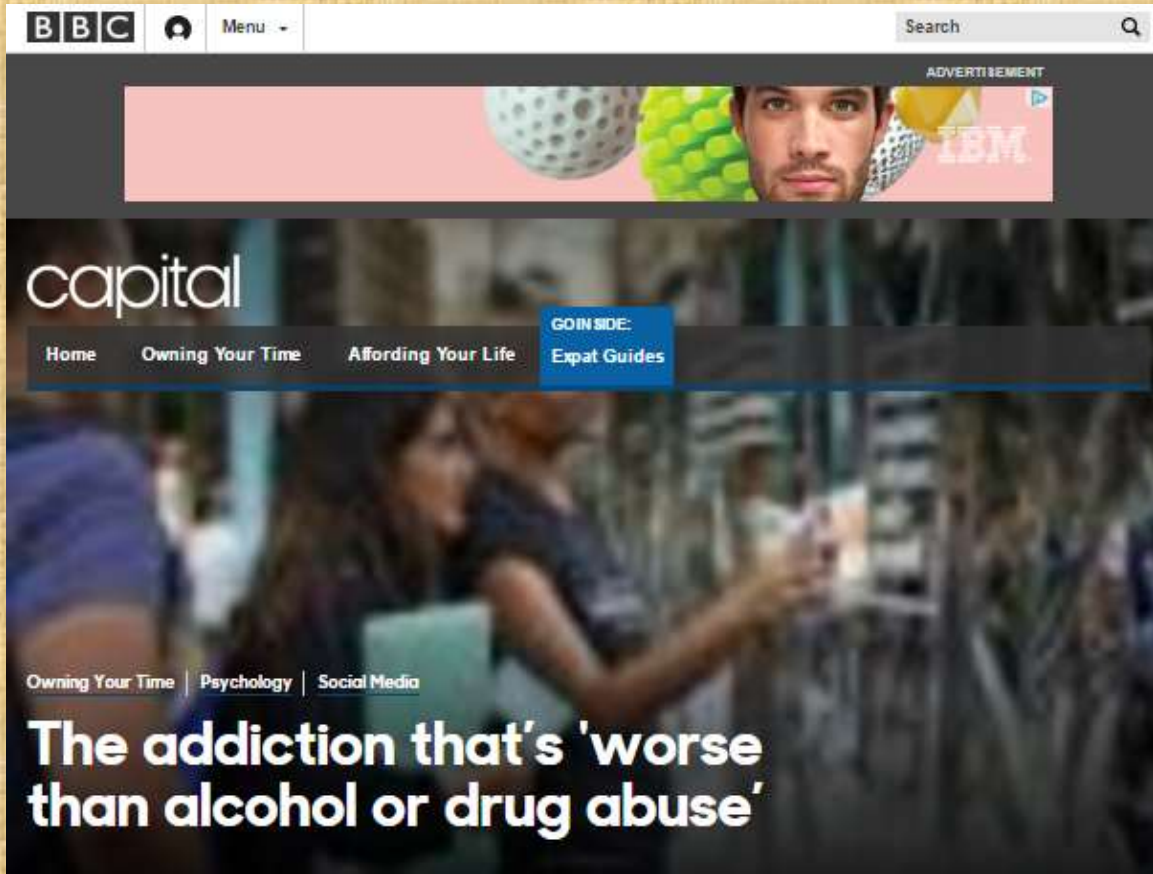 BBC Menu Search
ADVERTISEMENT
IBM
capital
GO INSIDE:
Home Owning Your Time Affording Your Life Expat Guides
Owning Your Time | Psychology | Social Media
The addiction that's 'worse
than alcohol or drug abuse'